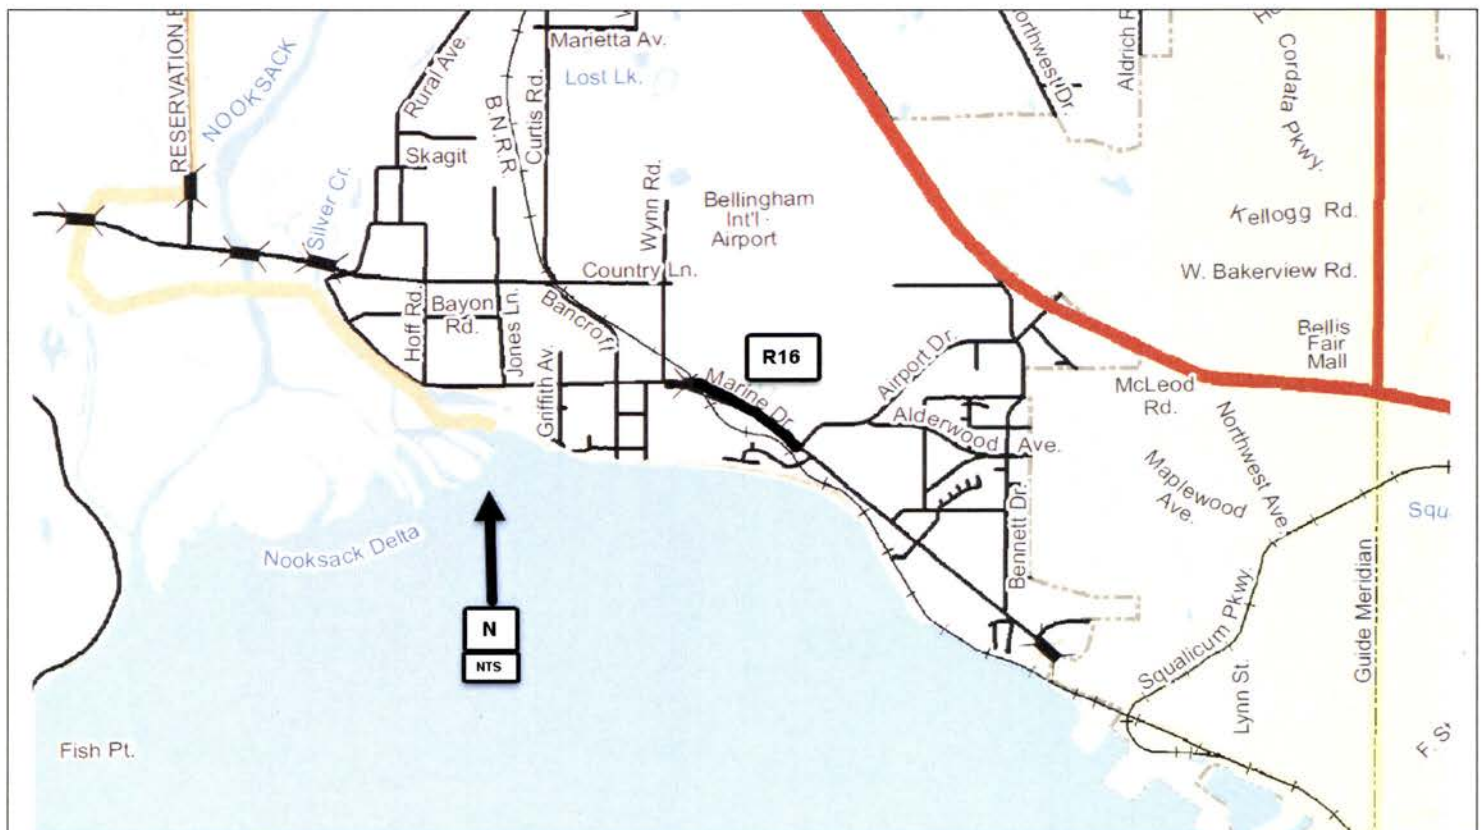 RESERVATION
NOOKSACK
Silver Cr.
Rural Ave.
Skagit
B.N.R.R
Curtis Rd.
Marietta Av.
Lost Lk.
Wynn Rd.
Bellingham
Int'l
Airport
Country Ln.
Northwest Dr.
Aldrich
Cordata Pkwy.
Kellogg Rd.
W. Bakerview Rd.
Bellis
Fair
Mall
Hoff Rd.
Bayon
Rd.
Jones Ln.
Bancroft
Griffith Av.
R16
Marine Dr.
Airport Dr.
Alderwood Ave.
McLeod
Rd.
Northwest Ave.
Maplewood
Ave.
Bennett Dr.
Squ
Guide Meridian
Squalicum Pkwy.
Lynn St.
F. S
Nooksack Delta
N
NTS
Fish Pt.